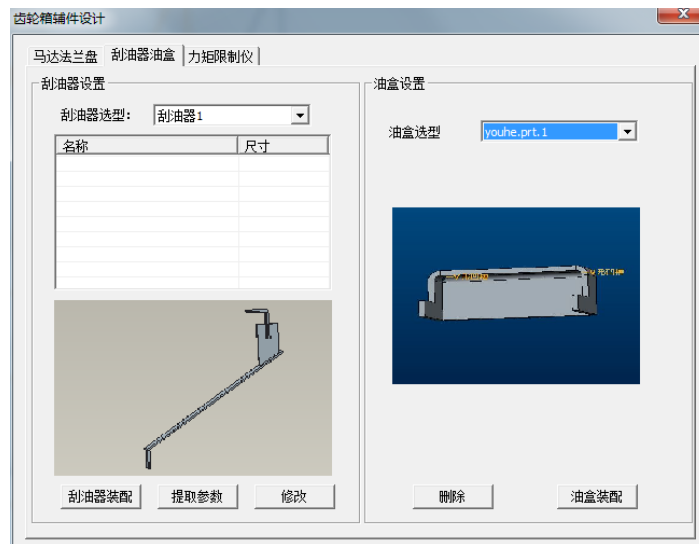 齿轮箱辅件设计
马达法兰盘 刮油器油盒 力矩限制仪
刮油器设置
刮油器选型： 刮油器1
名称 尺寸
刮油器装配 提取参数 修改
油盒设置
油盒选型 youhe.prt.1
删除 油盒装配